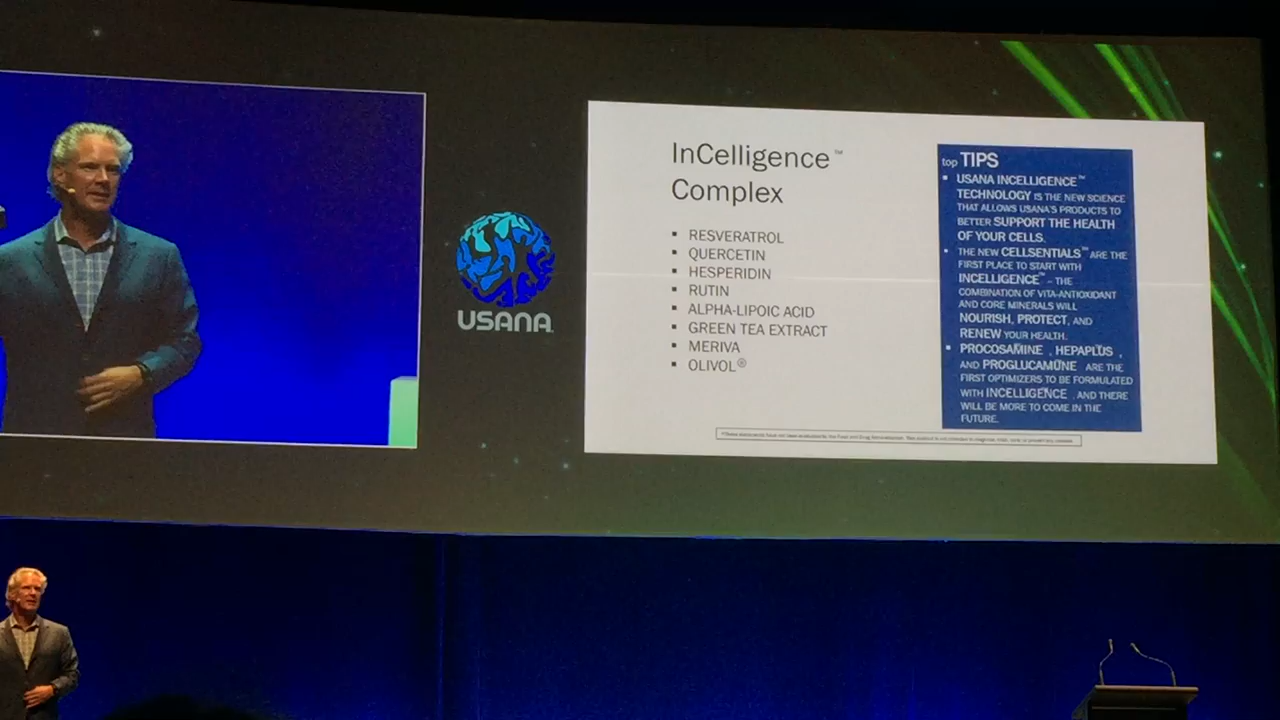 USANA
InCelligence™
Complex
▪ RESVERATROL
▪ QUERCETIN
▪ HESPERIDIN
▪ RUTIN
▪ ALPHA-LIPOIC ACID
▪ GREEN TEA EXTRACT
▪ MERIVA
▪ OLIVOL®
top TIPS
▪ USANA INCELLIGENCE™
TECHNOLOGY IS THE NEW SCIENCE
THAT ALLOWS USANA'S PRODUCTS TO
BETTER SUPPORT THE HEALTH
OF YOUR CELLS.
▪ THE NEW CELLSENTIALS™ ARE THE
FIRST PLACE TO START WITH
INCELLIGENCE™ – THE
COMBINATION OF VITA-ANTIOXIDANT
AND CORE MINERALS WILL
NOURISH, PROTECT, AND
RENEW YOUR HEALTH.
▪ PROCOSAMINE™, HEPAPLUS™,
AND PROGLUCAMUNE™ ARE THE
FIRST OPTIMIZERS TO BE FORMULATED
WITH INCELLIGENCE™, AND THERE
WILL BE MORE TO COME IN THE
FUTURE.